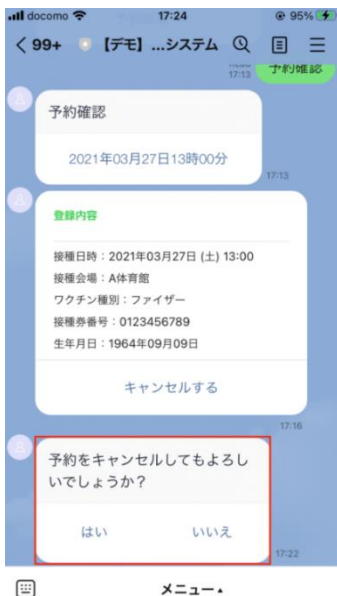 docomo 17:24 95%
99+ 【デモ】...システム
17:13 予約確認
予約確認
2021年03月27日13時00分
17:13
登録内容
接種日時：2021年03月27日 (土) 13:00
接種会場：A体育館
ワクチン種別：ファイザー
接種券番号：0123456789
生年月日：1964年09月09日
キャンセルする
17:16
予約をキャンセルしてもよろし
いでしょうか？
はい いいえ
17:22
メニュー